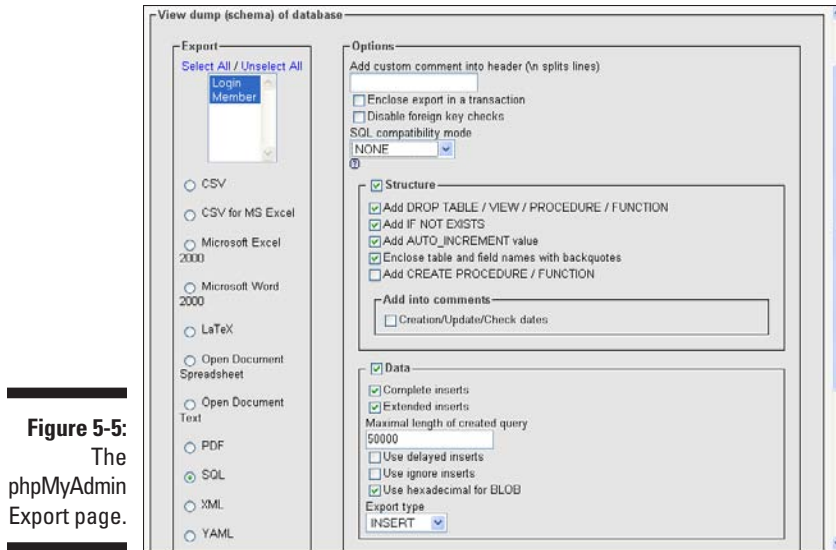 View dump (schema) of database
Export
Select All / Unselect All
Login
Member
CSV
CSV for MS Excel
Microsoft Excel
2000
Microsoft Word
2000
LaTeX
Open Document
Spreadsheet
Open Document
Text
PDF
SQL
XML
YAML
Options
Add custom comment into header (\n splits lines)
Enclose export in a transaction
Disable foreign key checks
SQL compatibility mode
NONE
Structure
Add DROP TABLE / VIEW / PROCEDURE / FUNCTION
Add IF NOT EXISTS
Add AUTO_INCREMENT value
Enclose table and field names with backquotes
Add CREATE PROCEDURE / FUNCTION
Add into comments
Creation/Update/Check dates
Data
Complete inserts
Extended inserts
Maximal length of created query
50000
Use delayed inserts
Use ignore inserts
Use hexadecimal for BLOB
Export type
INSERT
Figure 5-5:
The
phpMyAdmin
Export page.